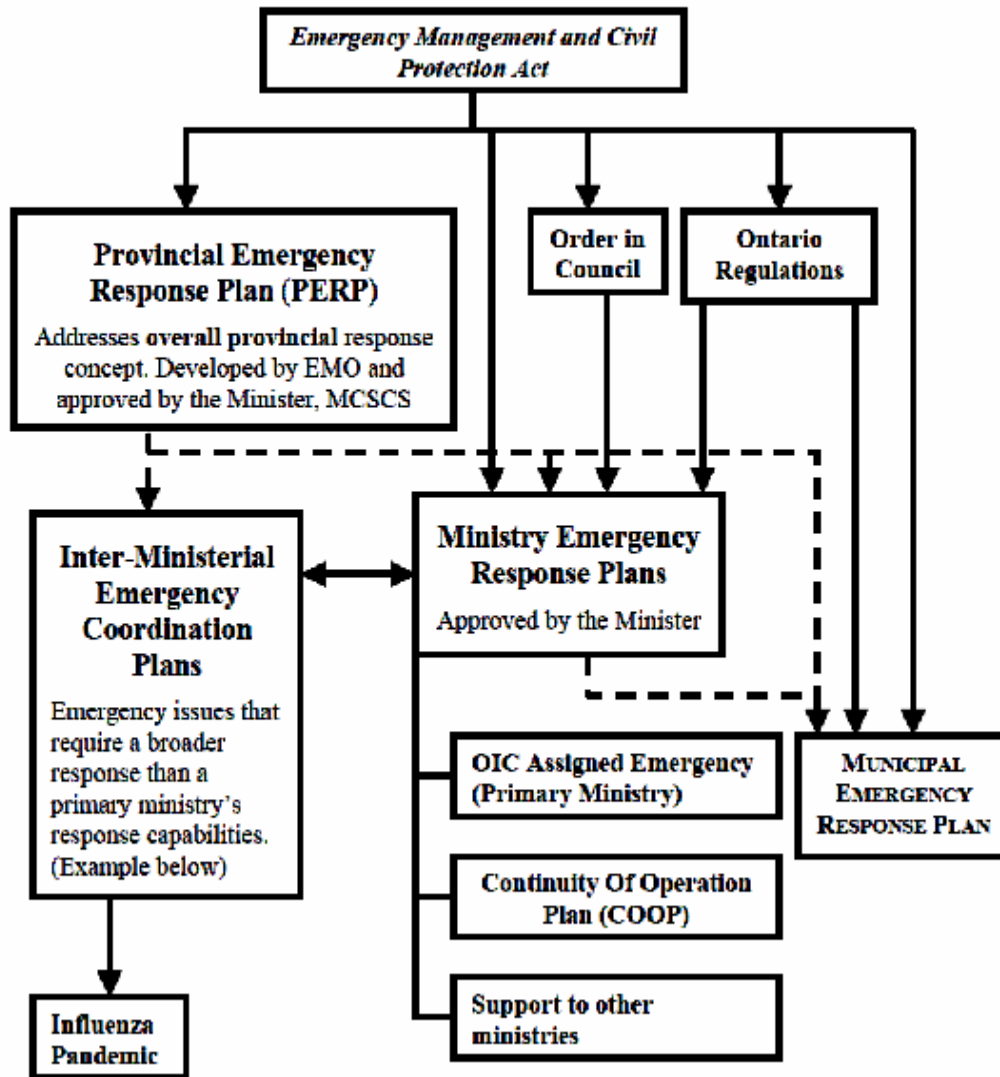 Emergency Management and Civil
Protection Act
Provincial Emergency
Response Plan (PERP)
Addresses overall provincial response
concept. Developed by EMO and
approved by the Minister, MCSCS
Order in
Council
Ontario
Regulations
Inter-Ministerial
Emergency
Coordination
Plans
Emergency issues that
require a broader
response than a
primary ministry's
response capabilities.
(Example below)
Ministry Emergency
Response Plans
Approved by the Minister
OIC Assigned Emergency
(Primary Ministry)
MUNICIPAL
EMERGENCY
RESPONSE PLAN
Continuity Of Operation
Plan (COOP)
Support to other
ministries
Influenza
Pandemic